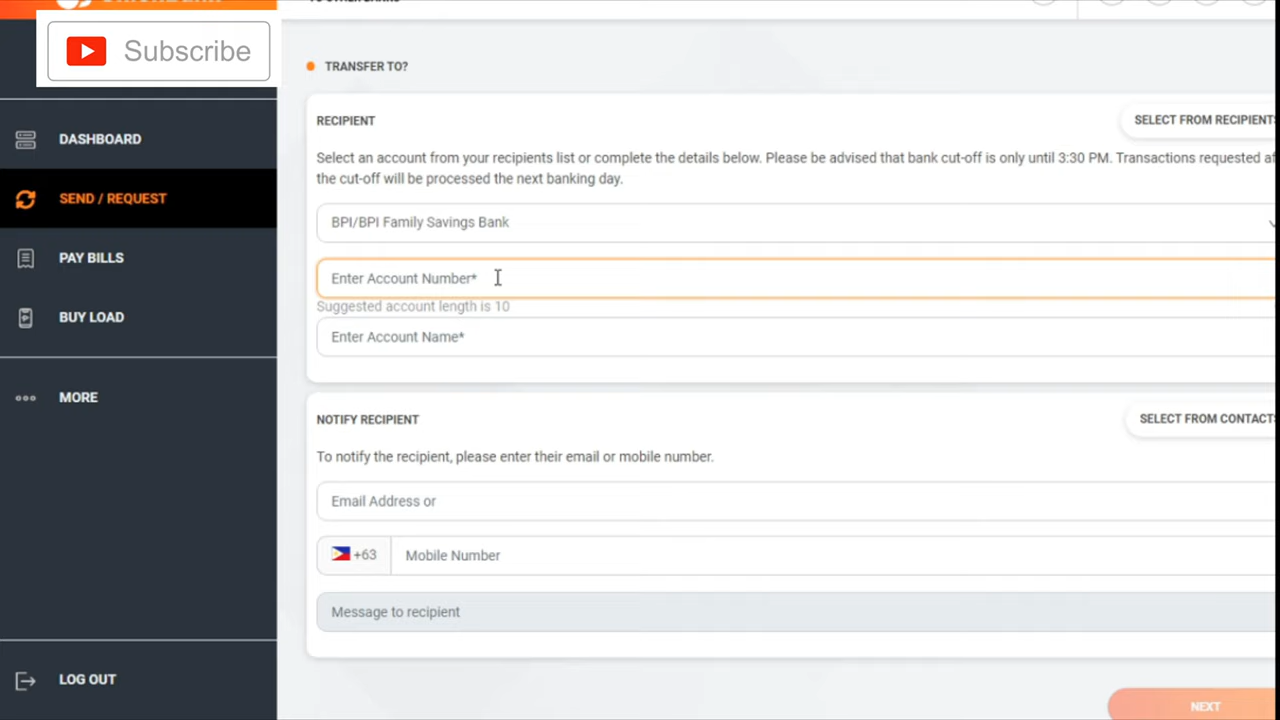 Subscribe
TRANSFER TO?
DASHBOARD
SEND / REQUEST
PAY BILLS
BUY LOAD
MORE
LOG OUT
RECIPIENT
SELECT FROM RECIPIENTS
Select an account from your recipients list or complete the details below. Please be advised that bank cut-off is only until 3:30 PM. Transactions requested
the cut-off will be processed the next banking day.
BPI/BPI Family Savings Bank
Enter Account Number*
Suggested account length is 10
Enter Account Name*
NOTIFY RECIPIENT
SELECT FROM CONTACTS
To notify the recipient, please enter their email or mobile number.
Email Address or
+63 Mobile Number
Message to recipient
NEXT